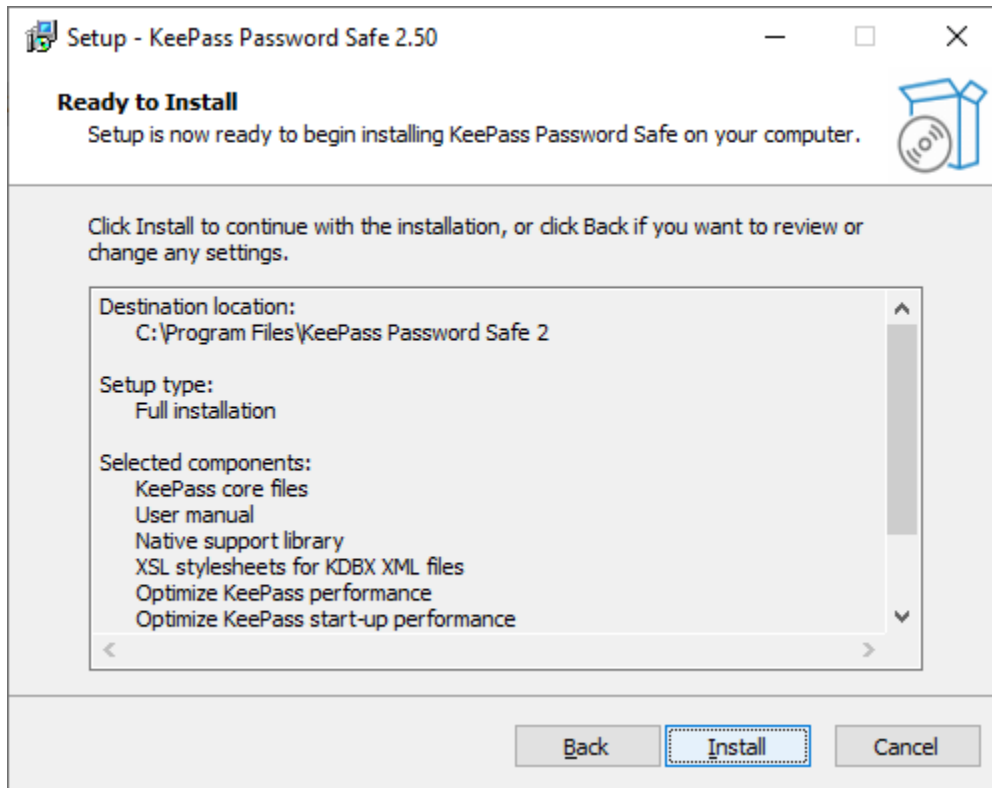 Setup - KeePass Password Safe 2.50
Ready to Install
Setup is now ready to begin installing KeePass Password Safe on your computer.
Click Install to continue with the installation, or click Back if you want to review or
change any settings.
Destination location:
C:\Program Files\KeePass Password Safe 2
Setup type:
Full installation
Selected components:
KeePass core files
User manual
Native support library
XSL stylesheets for KDBX XML files
Optimize KeePass performance
Optimize KeePass start-up performance
Back Install Cancel